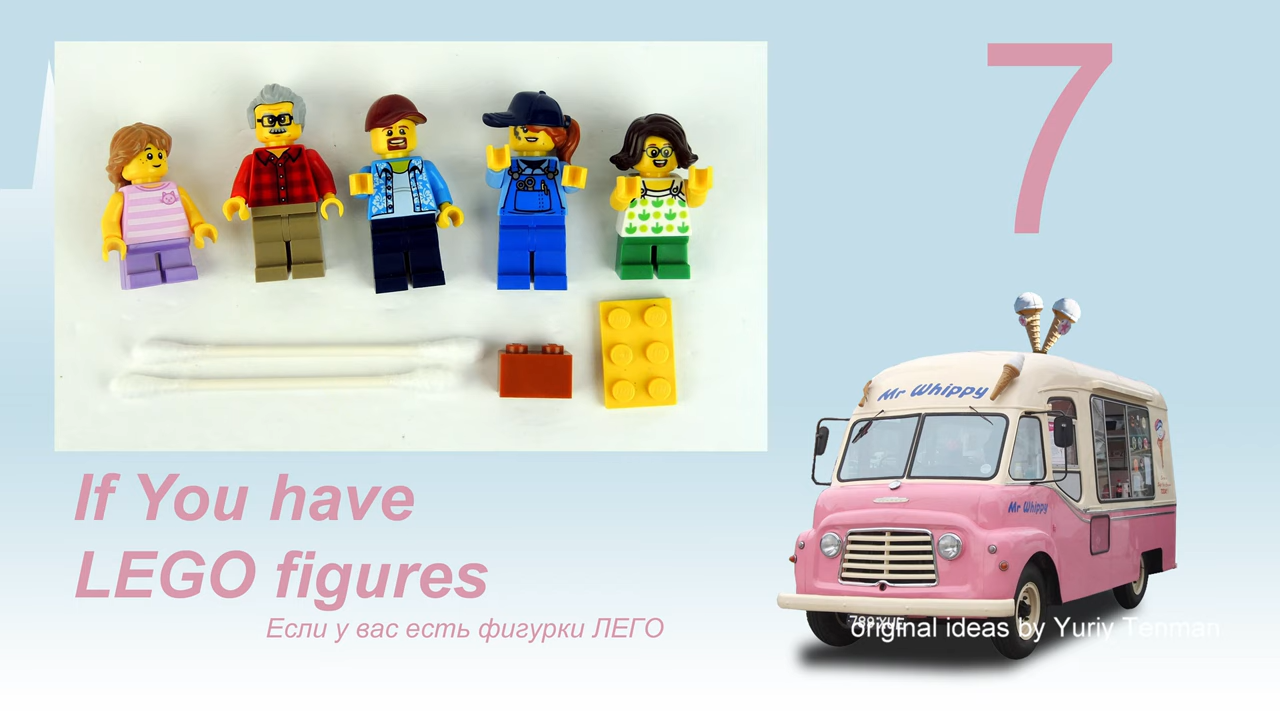 7
Mr Whippy
Mr Whippy
If You have
LEGO figures
Если у вас есть фигурки ЛЕГО
original ideas by Yuriy Tenman